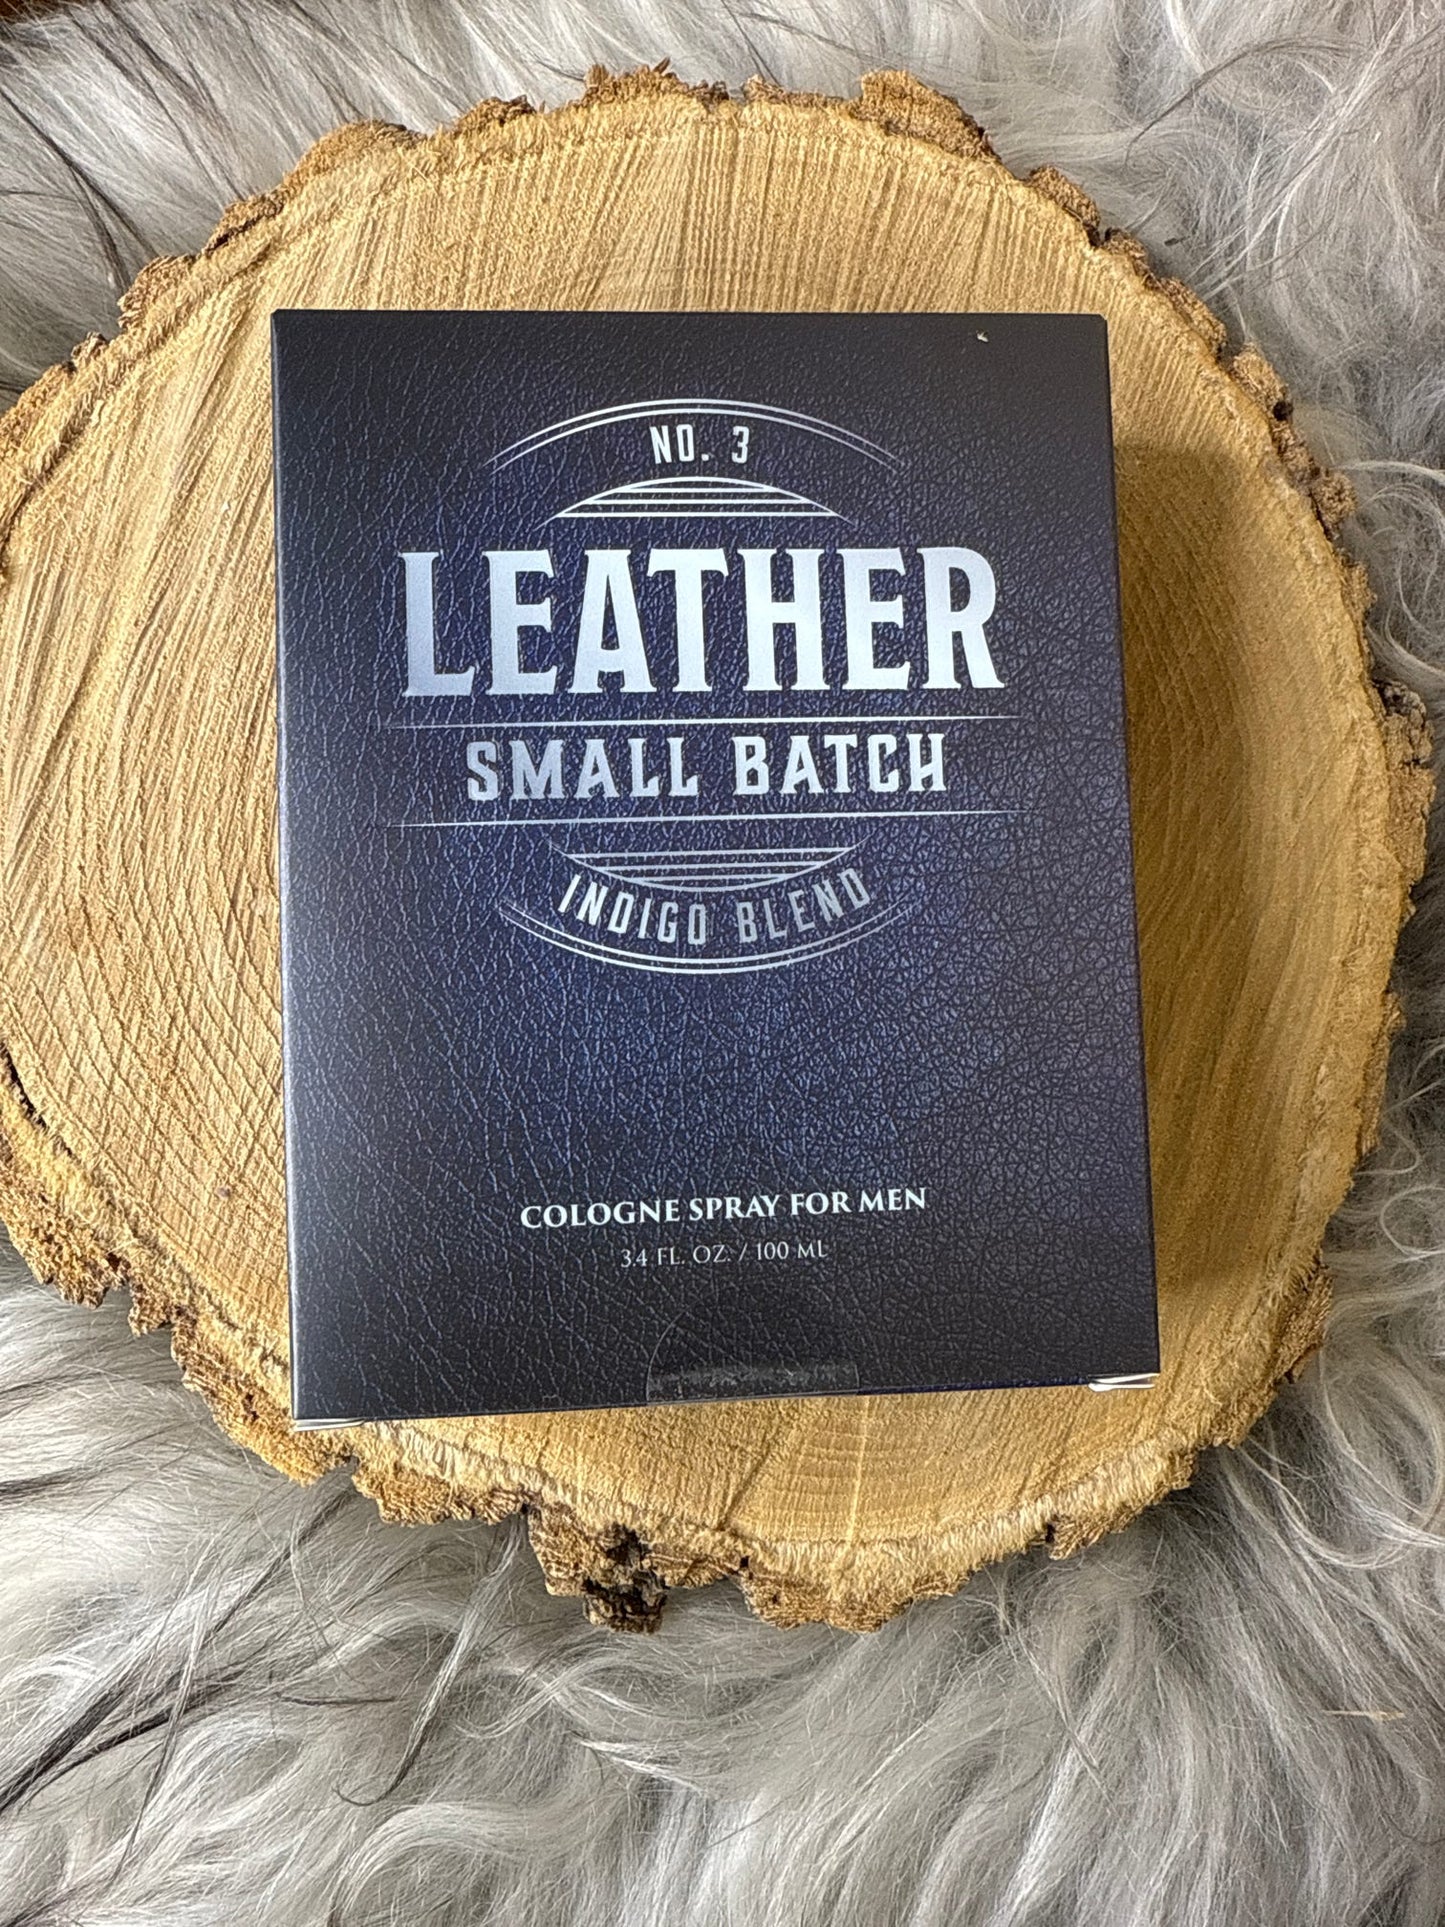 NO. 3
LEATHER
SMALL BATCH
INDIGO BLEND
COLOGNE SPRAY FOR MEN
3.4 FL. OZ. / 100 ML